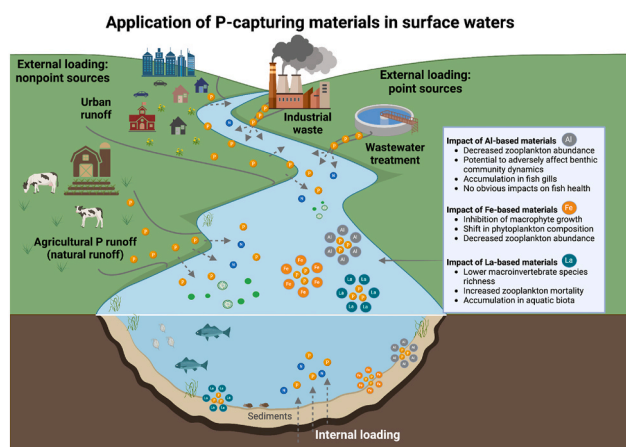 Application of P-capturing materials in surface waters
External loading:
nonpoint sources
External loading:
point sources
Urban
runoff
Industrial
waste
Wastewater
treatment
Agricultural P runoff
(natural runoff)
Impact of Al-based materials Al
• Decreased zooplankton abundance
• Potential to adversely affect benthic
community dynamics
• Accumulation in fish gills
• No obvious impacts on fish health
Impact of Fe-based materials Fe
• Inhibition of macrophyte growth
• Shift in phytoplankton composition
• Decreased zooplankton abundance
Impact of La-based materials La
• Lower macroinvertebrate species
richness
• Increased zooplankton mortality
• Accumulation in aquatic biota
Sediments
Internal loading